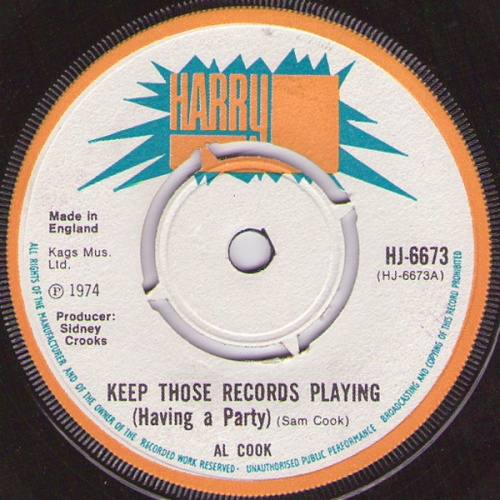 HARRY
Made in
England
Kags Mus.
Ltd.
Ⓟ 1974
Producer:
Sidney
Crooks
HJ-6673
(HJ-6673A)
KEEP THOSE RECORDS PLAYING
(Having a Party) (Sam Cook)
AL COOK
ALL RIGHTS OF THE MANUFACTURER AND OF THE OWNER OF THE RECORDED WORK RESERVED · UNAUTHORISED PUBLIC PERFORMANCE BROADCASTING AND COPYING OF THIS RECORD PROHIBITED